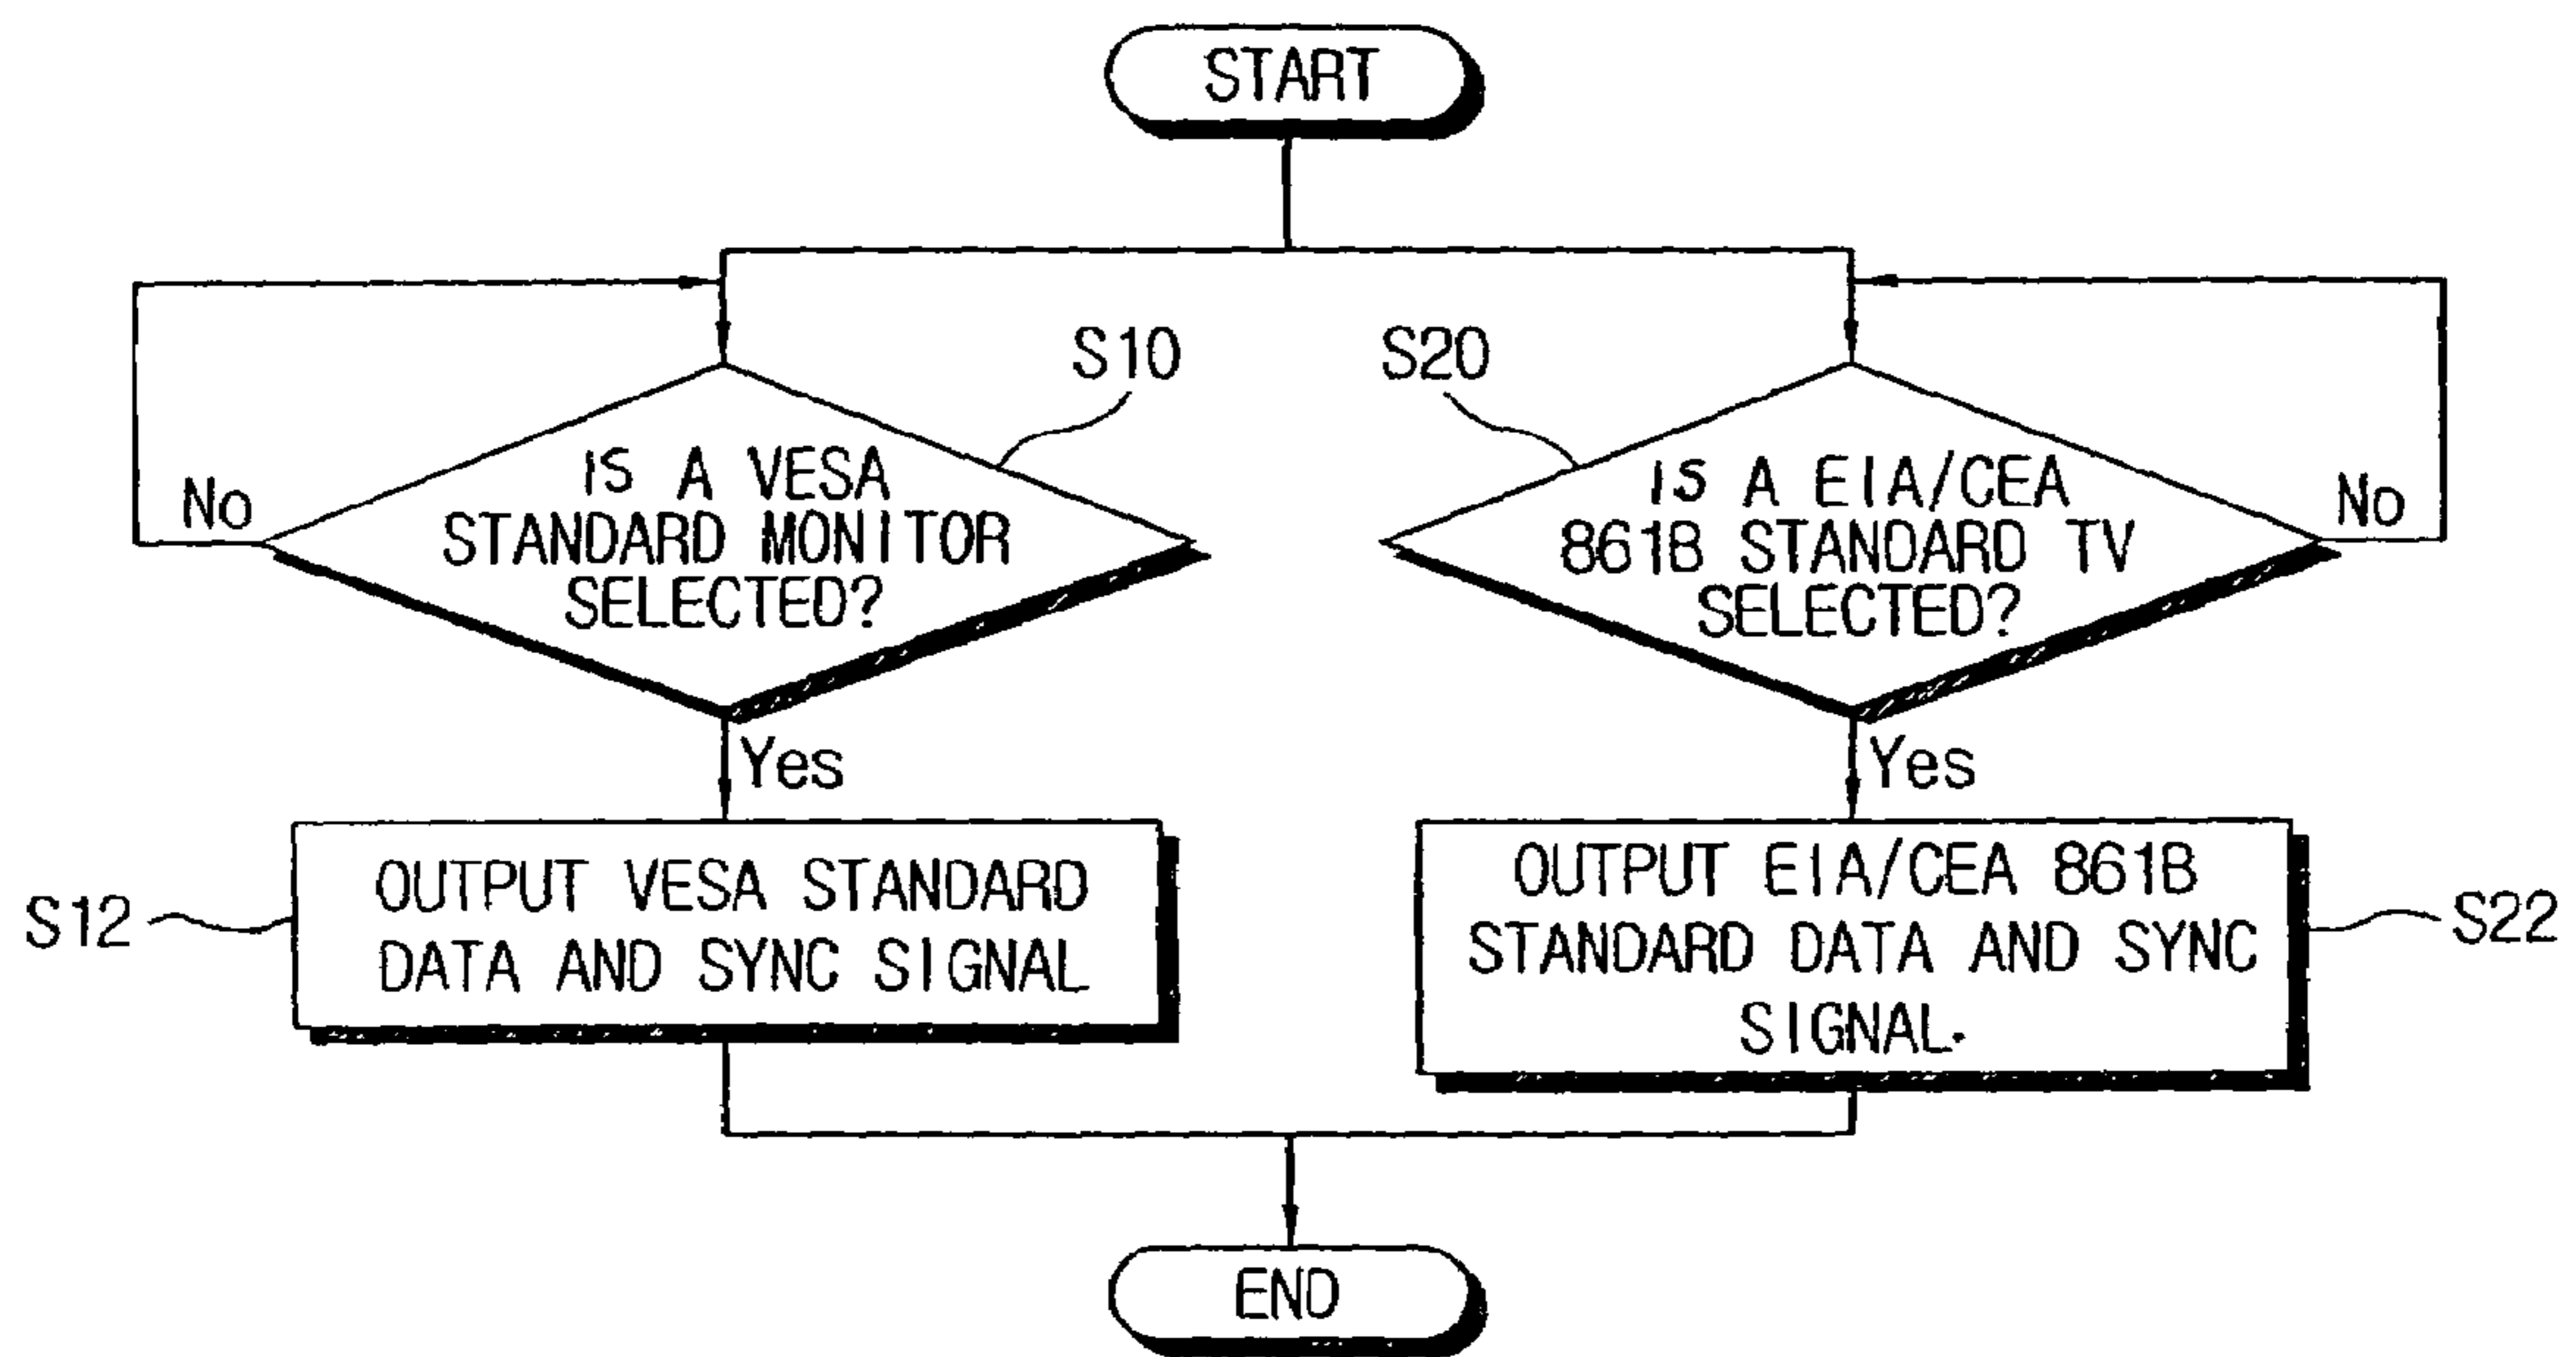 START
S10
S20
IS A VESA
STANDARD MONITOR
SELECTED?
No
IS A EIA/CEA
861B STANDARD TV
SELECTED?
No
Yes
Yes
S12
OUTPUT VESA STANDARD
DATA AND SYNC SIGNAL
OUTPUT EIA/CEA 861B
STANDARD DATA AND SYNC
SIGNAL.
S22
END